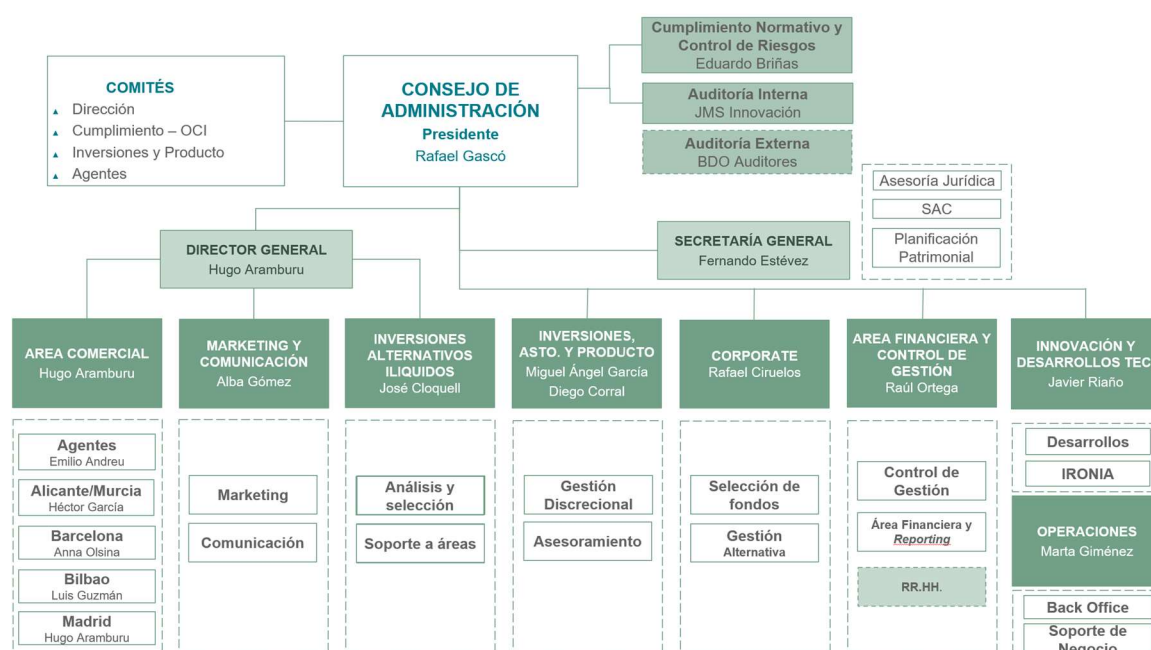 COMITÉS
Dirección
Cumplimiento – OCI
Inversiones y Producto
Agentes
CONSEJO DE
ADMINISTRACIÓN
Presidente
Rafael Gascó
Cumplimiento Normativo y
Control de Riesgos
Eduardo Briñas
Auditoría Interna
JMS Innovación
Auditoría Externa
BDO Auditores
Asesoría Jurídica
SAC
Planificación
Patrimonial
DIRECTOR GENERAL
Hugo Aramburu
SECRETARÍA GENERAL
Fernando Estévez
AREA COMERCIAL
Hugo Aramburu
MARKETING Y
COMUNICACIÓN
Alba Gómez
INVERSIONES
ALTERNATIVOS
ILIQUIDOS
José Cloquell
INVERSIONES,
ASTO. Y PRODUCTO
Miguel Ángel García
Diego Corral
CORPORATE
Rafael Ciruelos
AREA FINANCIERA Y
CONTROL DE
GESTIÓN
Raúl Ortega
INNOVACIÓN Y
DESARROLLOS TEC
Javier Riaño
Agentes
Emilio Andreu
Alicante/Murcia
Héctor García
Barcelona
Anna Olsina
Bilbao
Luis Guzmán
Madrid
Hugo Aramburu
Marketing
Comunicación
Análisis y
selección
Soporte a áreas
Gestión
Discrecional
Asesoramiento
Selección de
fondos
Gestión
Alternativa
Control de
Gestión
Área Financiera y
Reporting
RR.HH.
Desarrollos
IRONIA
OPERACIONES
Marta Giménez
Back Office
Soporte de
Negocio